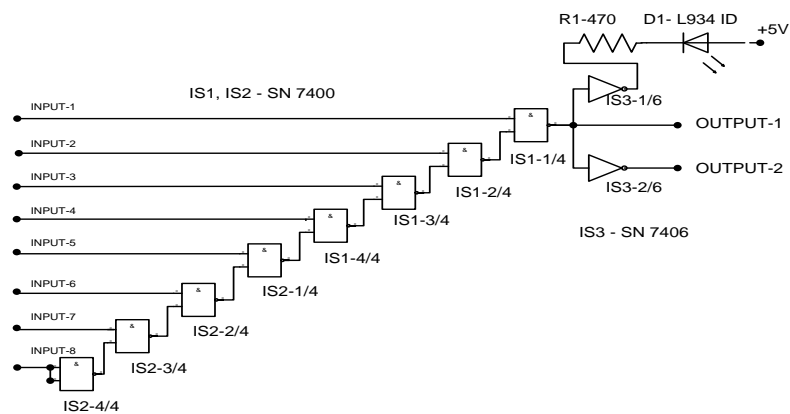 R1-470 D1- L934 ID
+5V
IS1, IS2 - SN 7400
IS3-1/6
INPUT-1
&
OUTPUT-1
INPUT-2
&
IS1-1/4
OUTPUT-2
IS3-2/6
INPUT-3
&
IS1-2/4
INPUT-4
&
IS1-3/4
IS3 - SN 7406
INPUT-5
&
IS1-4/4
INPUT-6
&
IS2-1/4
INPUT-7
&
IS2-2/4
INPUT-8
&
IS2-3/4
IS2-4/4